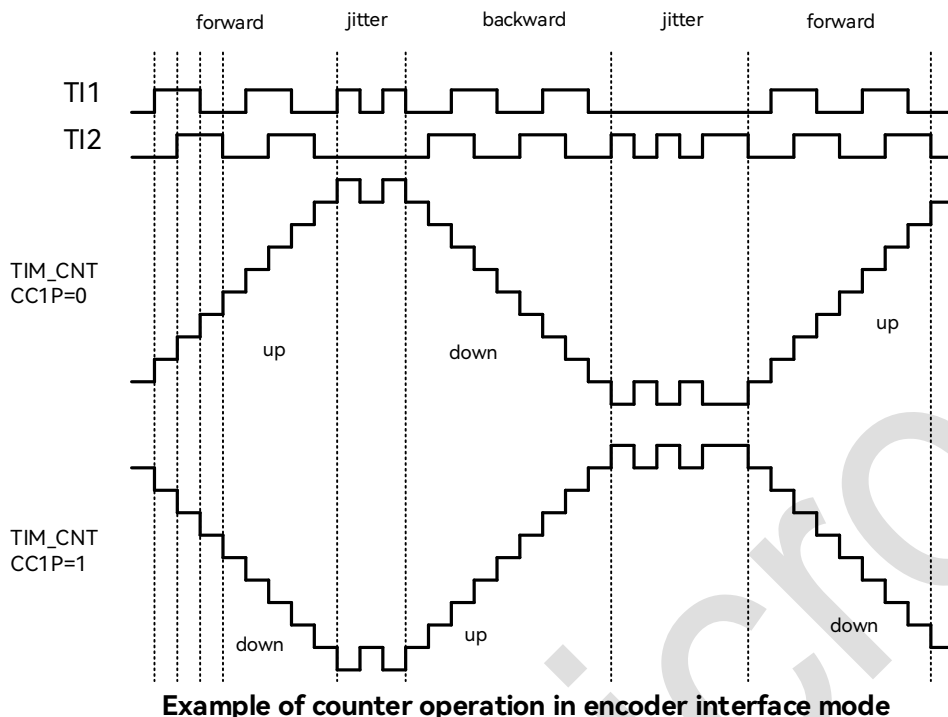 forward jitter backward jitter forward
TI1
TI2
TIM_CNT
CC1P=0
up down up
TIM_CNT
CC1P=1
down up down
Example of counter operation in encoder interface mode